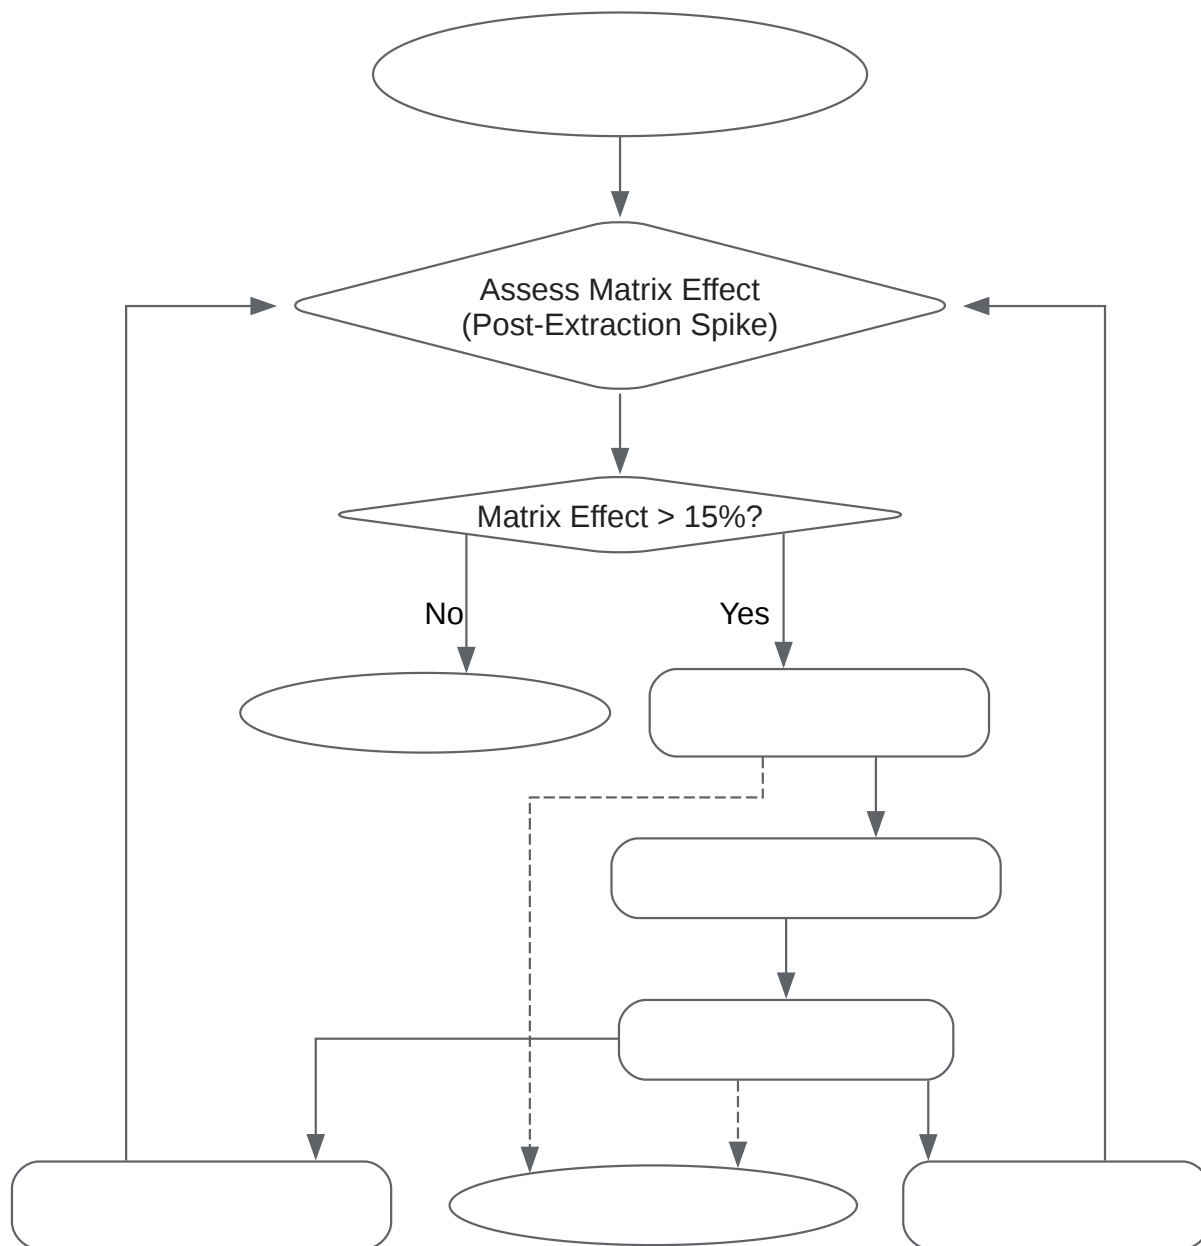 Assess Matrix Effect
(Post-Extraction Spike)
Matrix Effect > 15%?
No
Yes